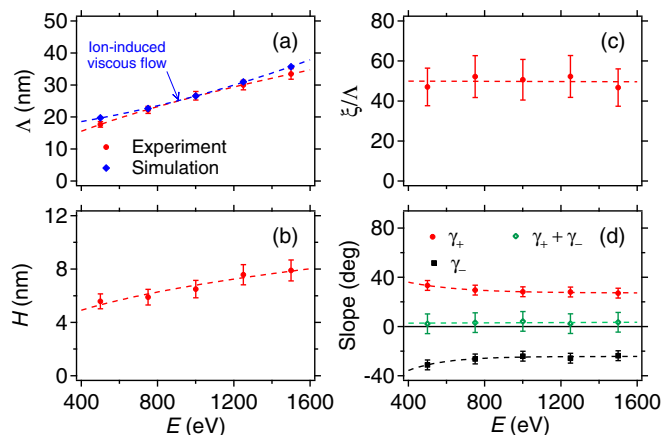 60
50
40
30
20
10
0
Λ
(nm)
Ion-induced
viscous flow
(a)
Experiment
Simulation
80
60
40
20
0
ξ/Λ
(c)
12
8
4
0
H (nm)
(b)
400 800 1200 1600
E (eV)
80
40
0
-40
Slope (deg)
γ+ γ+ + γ− (d)
γ−
400 800 1200 1600
E (eV)